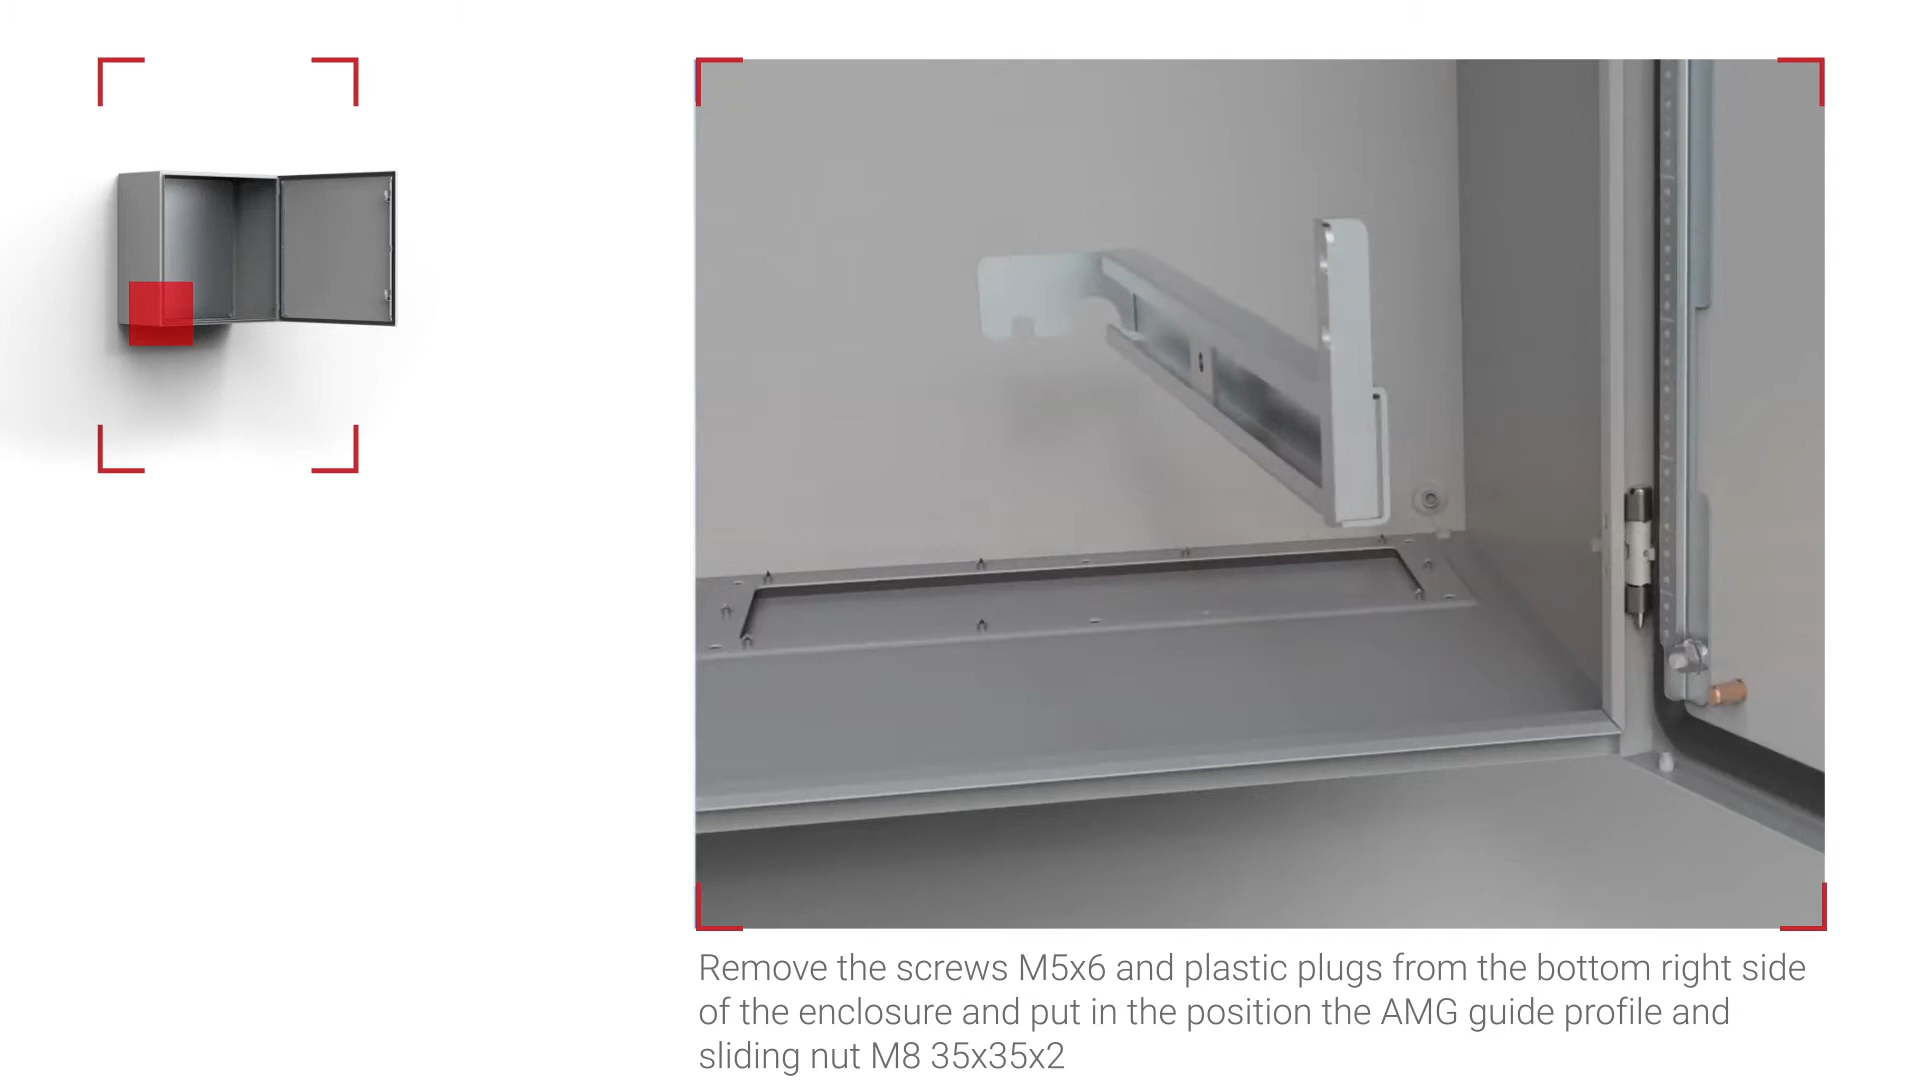 Remove the screws M5x6 and plastic plugs from the bottom right side
of the enclosure and put in the position the AMG guide profile and
sliding nut M8 35x35x2